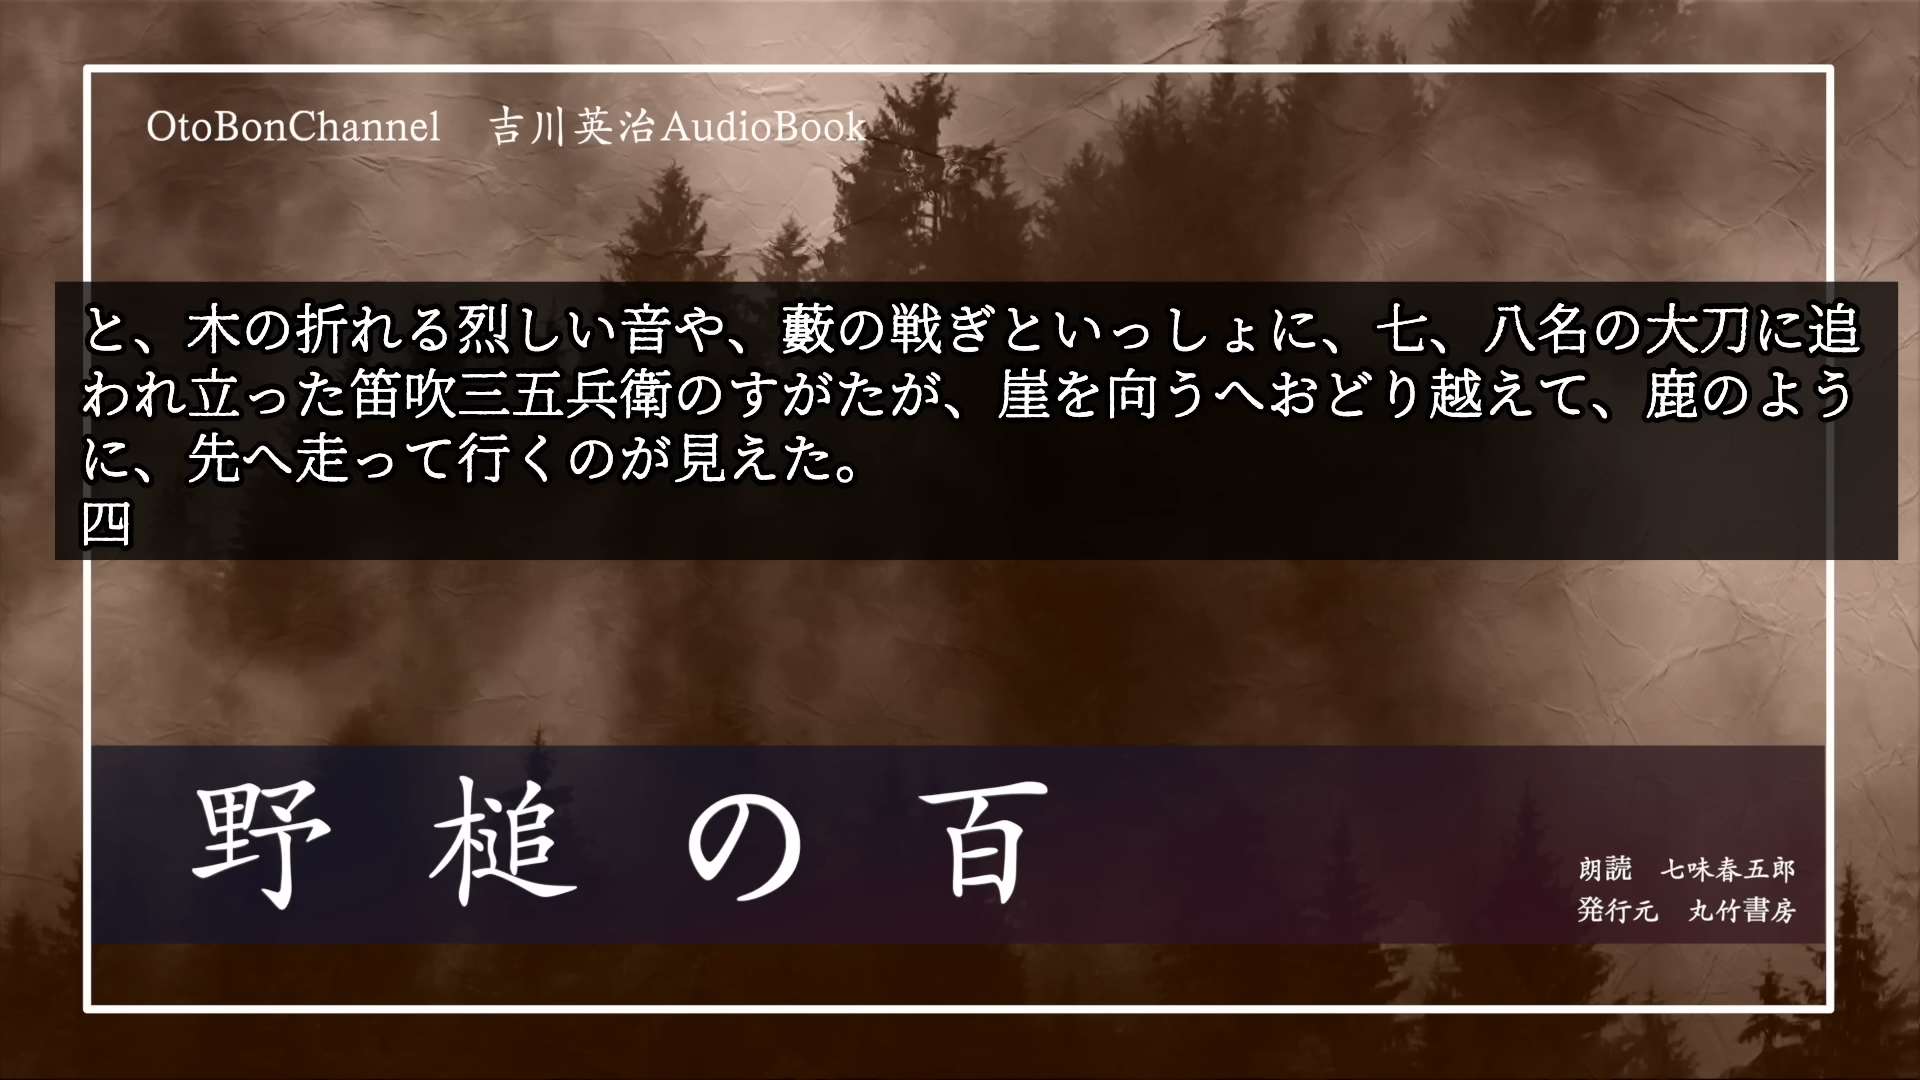 OtoBonChannel　吉川英治AudioBook
と、木の折れる烈しい音や、藪の戦ぎといっしょに、七、八名の大刀に追
われ立った笛吹三五兵衛のすがたが、崖を向うへおどり越えて、鹿のよう
に、先へ走って行くのが見えた。
四
野槌の百
朗読　七味春五郎
発行元　丸竹書房